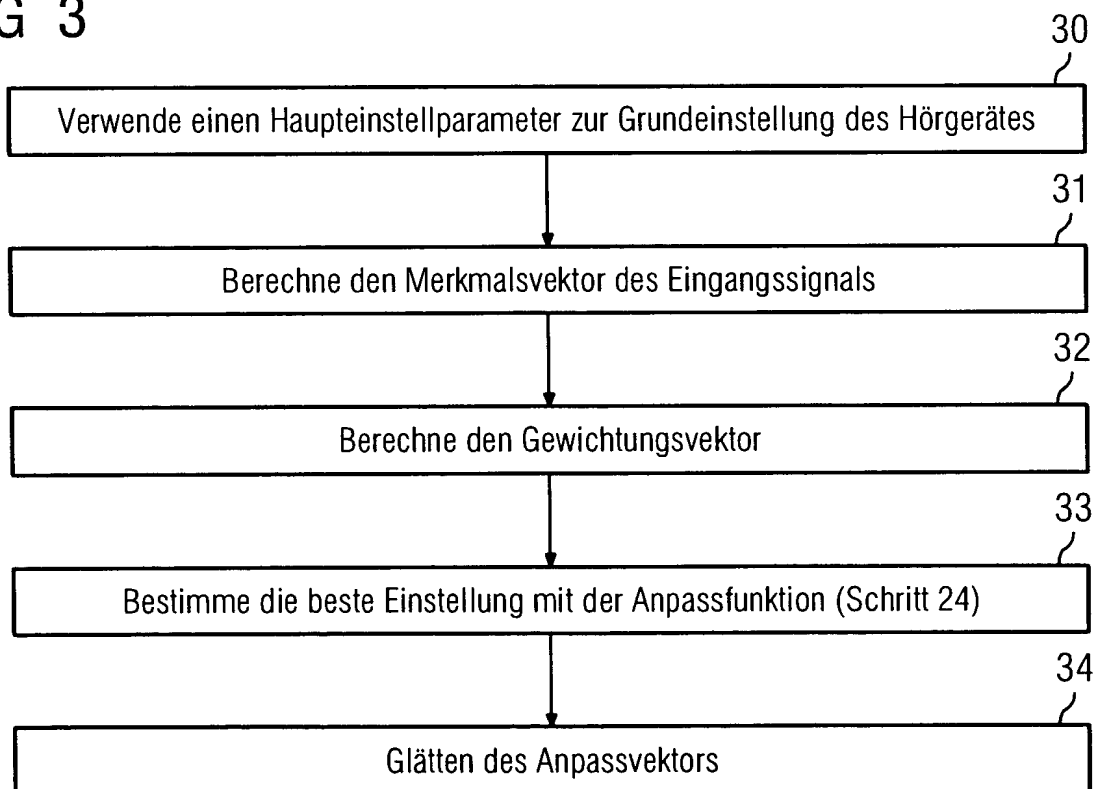 G 3
30
Verwende einen Haupteinstellparameter zur Grundeinstellung des Hörgerätes
31
Berechne den Merkmalsvektor des Eingangssignals
32
Berechne den Gewichtungsvektor
33
Bestimme die beste Einstellung mit der Anpassfunktion (Schritt 24)
34
Glätten des Anpassvektors